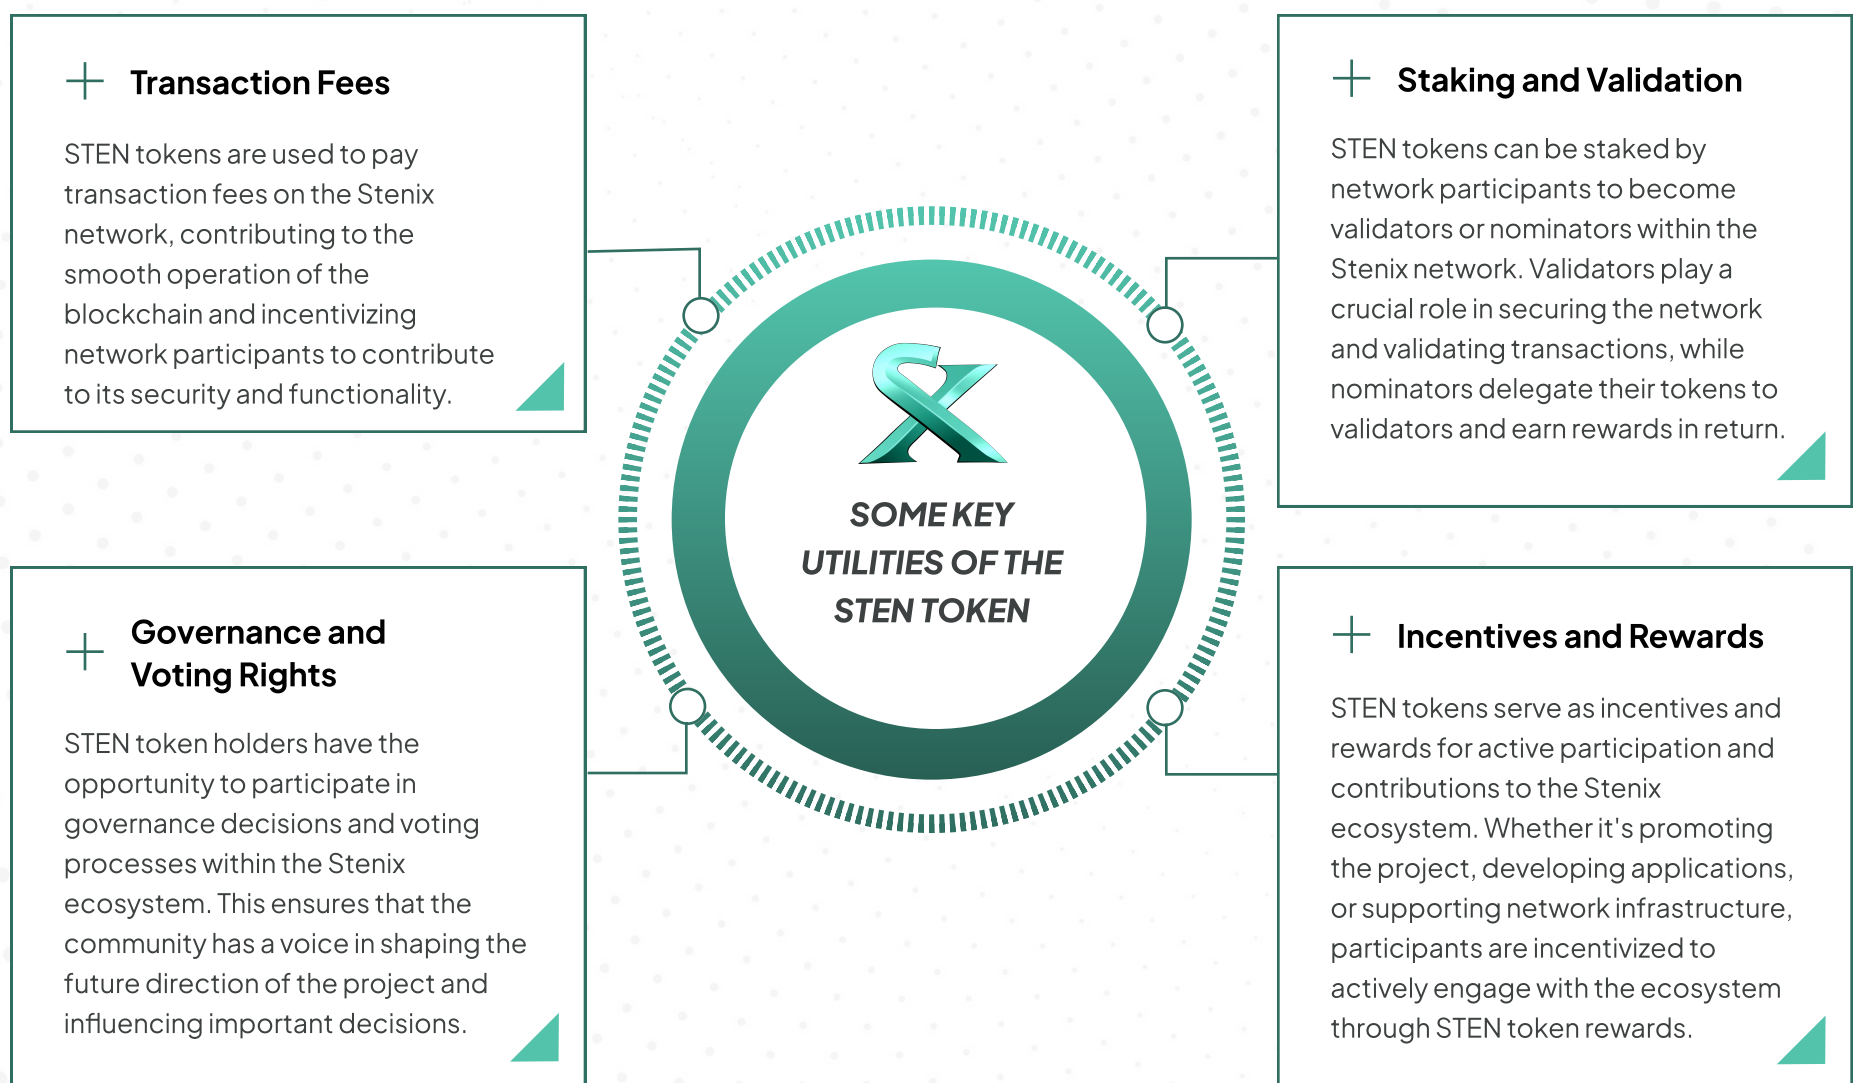 Transaction Fees
STEN tokens are used to pay
transaction fees on the Stenix
network, contributing to the
smooth operation of the
blockchain and incentivizing
network participants to contribute
to its security and functionality.
Staking and Validation
STEN tokens can be staked by
network participants to become
validators or nominators within the
Stenix network. Validators play a
crucial role in securing the network
and validating transactions, while
nominators delegate their tokens to
validators and earn rewards in return.
SOME KEY
UTILITIES OF THE
STEN TOKEN
Governance and
Voting Rights
STEN token holders have the
opportunity to participate in
governance decisions and voting
processes within the Stenix
ecosystem. This ensures that the
community has a voice in shaping the
future direction of the project and
influencing important decisions.
Incentives and Rewards
STEN tokens serve as incentives and
rewards for active participation and
contributions to the Stenix
ecosystem. Whether it's promoting
the project, developing applications,
or supporting network infrastructure,
participants are incentivized to
actively engage with the ecosystem
through STEN token rewards.